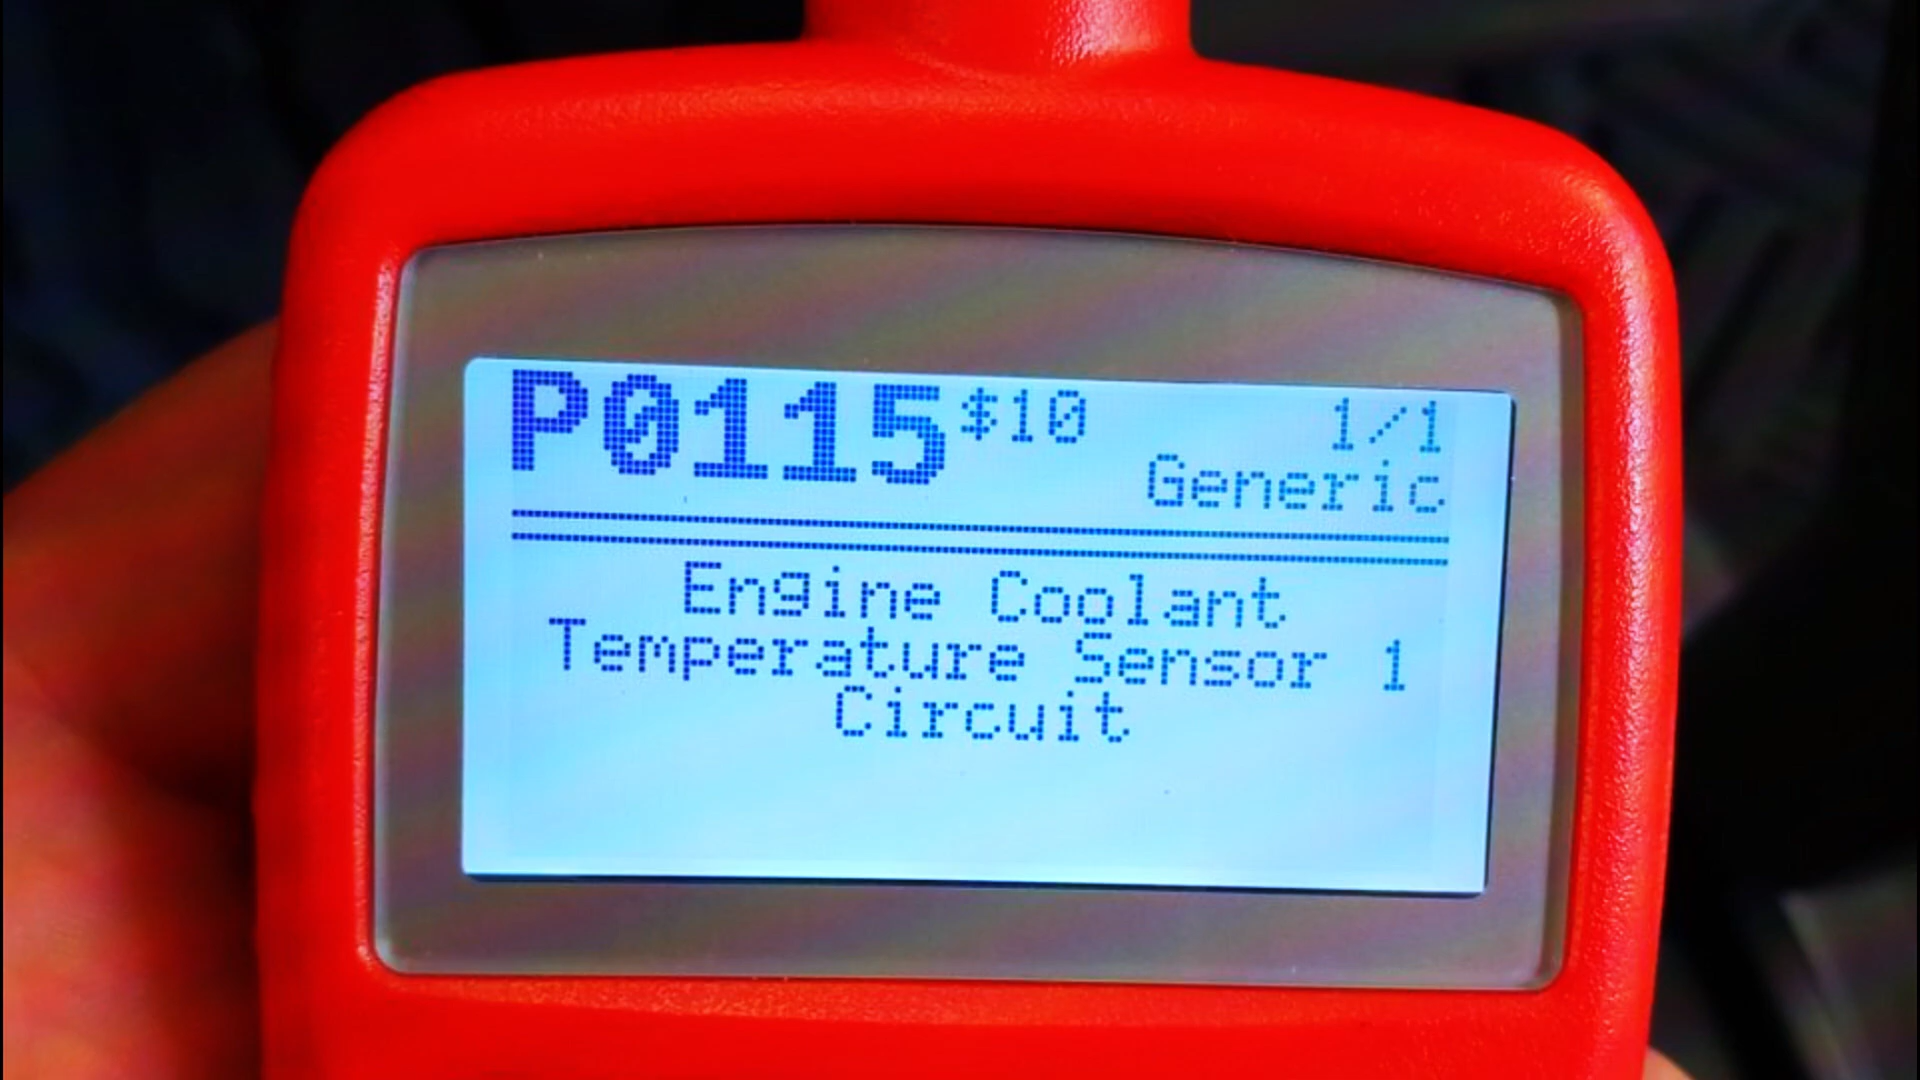 P0115 $10 1/1
Generic
Engine Coolant
Temperature Sensor 1
Circuit